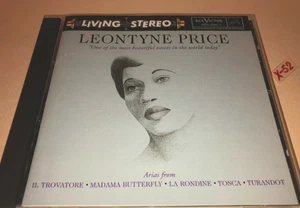 LIVING STEREO
RCA VICTOR
LEONTYNE PRICE
"One of the most beautiful voices in the world today"
X-52
Arias from
IL TROVATORE • MADAMA BUTTERFLY • LA RONDINE • TOSCA • TURANDOT